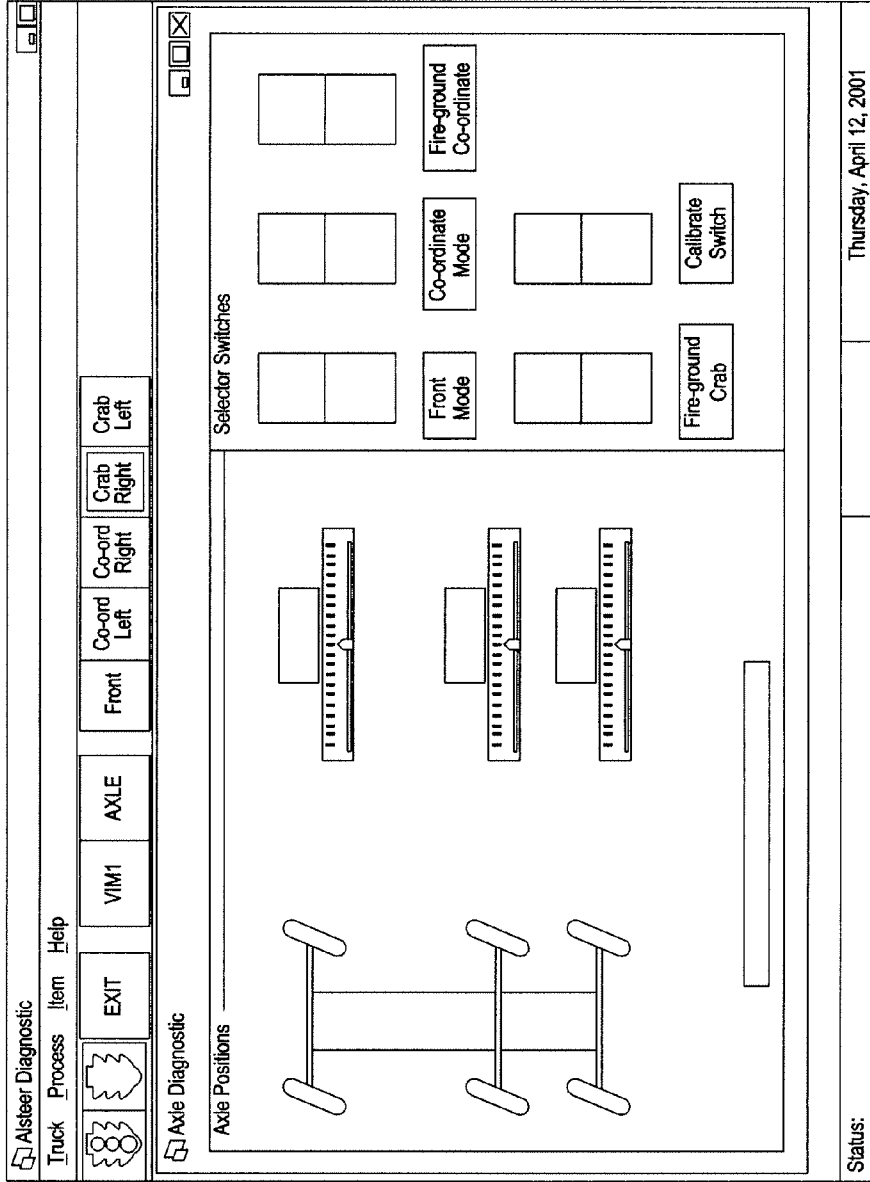 Alsteer Diagnostic
Truck Process Item Help
EXIT
VIM1
AXLE
Front
Co-ord
Left
Co-ord
Right
Crab
Right
Crab
Left
Axle Diagnostic
Axle Positions
Selector Switches
Front
Mode
Co-ordinate
Mode
Fire-ground
Co-ordinate
Fire-ground
Crab
Calibrate
Switch
Status:
Thursday, April 12, 2001